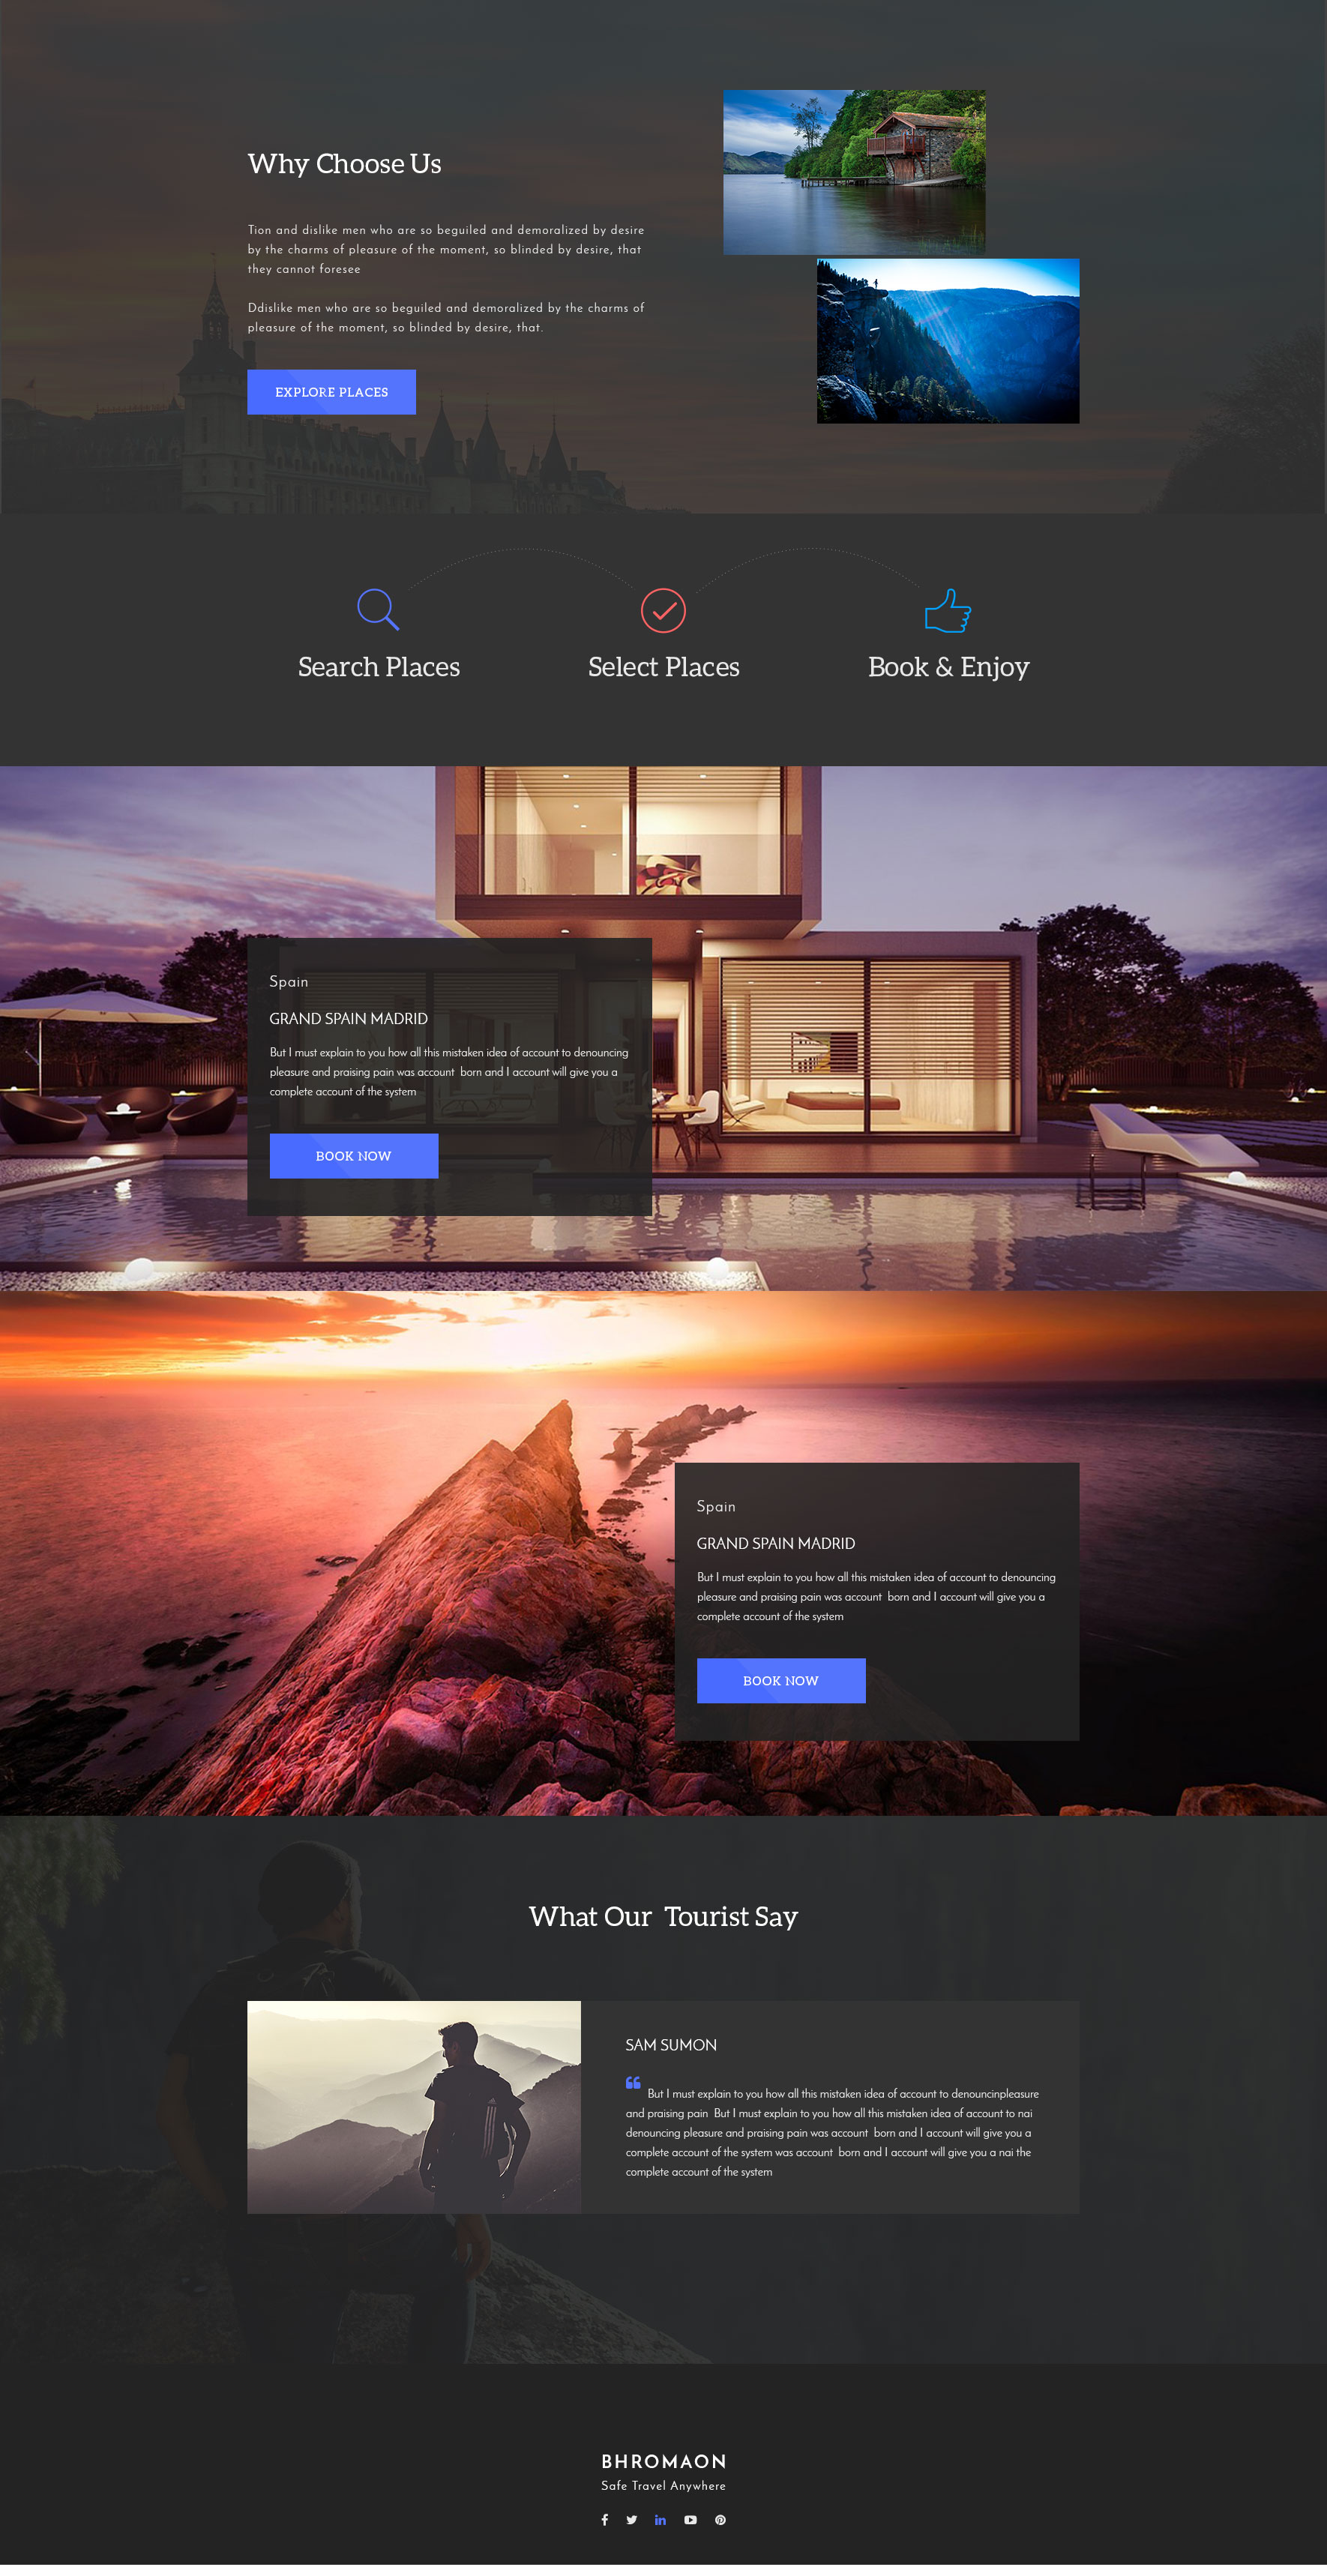 Why Choose Us
Tion and dislike men who are so beguiled and demoralized by desire
by the charms of pleasure of the moment, so blinded by desire, that
they cannot foresee
Ddislike men who are so beguiled and demoralized by the charms of
pleasure of the moment, so blinded by desire, that.
EXPLORE PLACES
Search Places
Select Places
Book & Enjoy
Spain
GRAND SPAIN MADRID
But I must explain to you how all this mistaken idea of account to denouncing
pleasure and praising pain was account  born and I account will give you a
complete account of the system
BOOK NOW
Spain
GRAND SPAIN MADRID
But I must explain to you how all this mistaken idea of account to denouncing
pleasure and praising pain was account  born and I account will give you a
complete account of the system
BOOK NOW
What Our  Tourist Say
SAM SUMON
❝ But I must explain to you how all this mistaken idea of account to denouncinpleasure
and praising pain  But I must explain to you how all this mistaken idea of account to nai
denouncing pleasure and praising pain was account  born and I account will give you a
complete account of the system was account  born and I account will give you a nai the
complete account of the system
BHROMAON
Safe Travel Anywhere